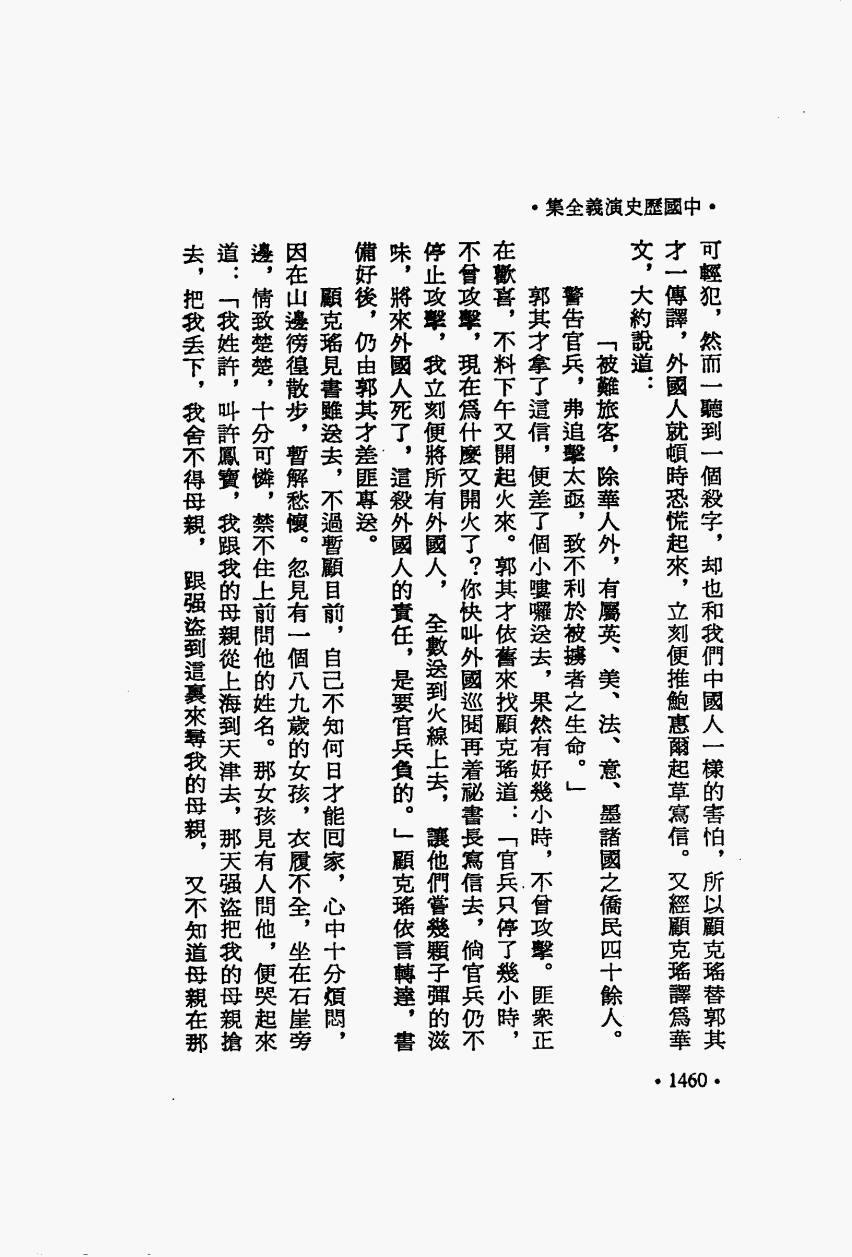 •中國歷史演義全集•
可輕犯，然而一聽到一個殺字，却也和我們中國人一樣的害怕，所以顧克瑤替郭其
才一傳譯，外國人就頓時恐慌起來，立刻便推鮑惠爾起草寫信。又經顧克瑤譯爲華
文，大約說道：
「被難旅客，除華人外，有屬英、美、法、意、墨諸國之僑民四十餘人。
警告官兵，弗追擊太亟，致不利於被擄者之生命。」
郭其才拿了這信，便差了個小嘍囉送去，果然有好幾小時，不曾攻擊。匪衆正
在歡喜，不料下午又開起火來。郭其才依舊來找顧克瑤道：「官兵只停了幾小時，
不曾攻擊，現在爲什麼又開火了？你快叫外國巡閱再着祕書長寫信去，倘官兵仍不
停止攻擊，我立刻便將所有外國人，全數送到火線上去，讓他們嘗幾顆子彈的滋
味，將來外國人死了，這殺外國人的責任，是要官兵負的。」顧克瑤依言轉達，書
備好後，仍由郭其才差匪專送。
顧克瑤見書雖送去，不過暫顧目前，自己不知何日才能囘家，心中十分煩悶，
因在山邊徬徨散步，暫解愁懷。忽見有一個八九歲的女孩，衣履不全，坐在石崖旁
邊，情致楚楚，十分可憐，禁不住上前問他的姓名。那女孩見有人問他，便哭起來
道：「我姓許，叫許鳳寶，我跟我的母親從上海到天津去，那天强盜把我的母親搶
去，把我丢下，我舍不得母親，跟强盜到這裏來尋我的母親，又不知道母親在那
•1460•